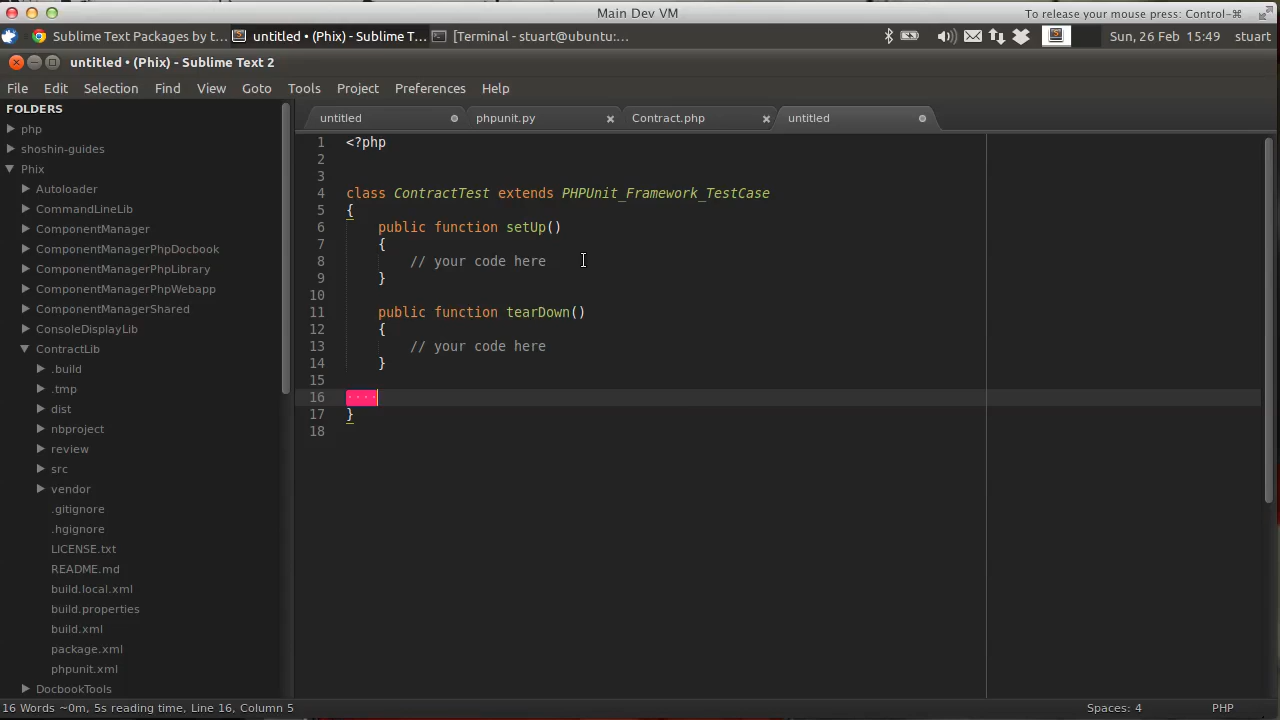 Main Dev VM
To release your mouse press: Control-⌘
Sublime Text Packages by t...
untitled • (Phix) - Sublime T...
[Terminal - stuart@ubuntu:...
Sun, 26 Feb 15:49 stuart
untitled • (Phix) - Sublime Text 2
File Edit Selection Find View Goto Tools Project Preferences Help
FOLDERS
php
shoshin-guides
Phix
Autoloader
CommandLineLib
ComponentManager
ComponentManagerPhpDocbook
ComponentManagerPhpLibrary
ComponentManagerPhpWebapp
ComponentManagerShared
ConsoleDisplayLib
ContractLib
.build
.tmp
dist
nbproject
review
src
vendor
.gitignore
.hgignore
LICENSE.txt
README.md
build.local.xml
build.properties
build.xml
package.xml
phpunit.xml
DocbookTools
untitled phpunit.py Contract.php untitled
1 <?php
2
3
4 class ContractTest extends PHPUnit_Framework_TestCase
5 {
6     public function setUp()
7     {
8         // your code here
9     }
10
11     public function tearDown()
12     {
13         // your code here
14     }
15
16
17 }
18
16 Words ~0m, 5s reading time, Line 16, Column 5
Spaces: 4 PHP